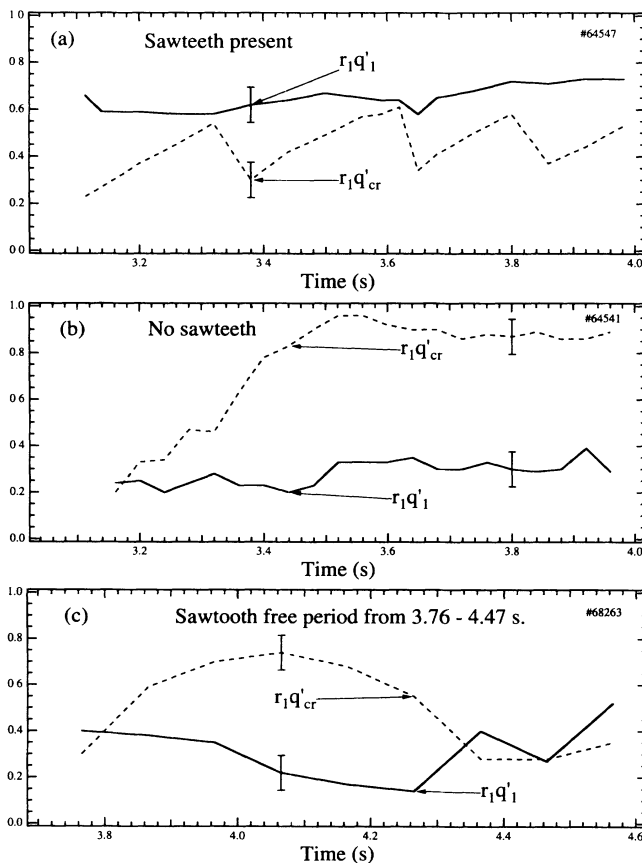 (a) Sawteeth present #64547
r₁q'₁
r₁q'cr
1.0
0.8
0.6
0.4
0.2
0.0
3.2 3.4 3.6 3.8 4.0
Time (s)
(b) No sawteeth #64541
r₁q'cr
r₁q'₁
1.0
0.8
0.6
0.4
0.2
0.0
3.2 3.4 3.6 3.8 4.0
Time (s)
(c) Sawtooth free period from 3.76 - 4.47 s. #68263
r₁q'cr
r₁q'₁
1.0
0.8
0.6
0.4
0.2
0.0
3.8 4.0 4.2 4.4 4.6
Time (s)